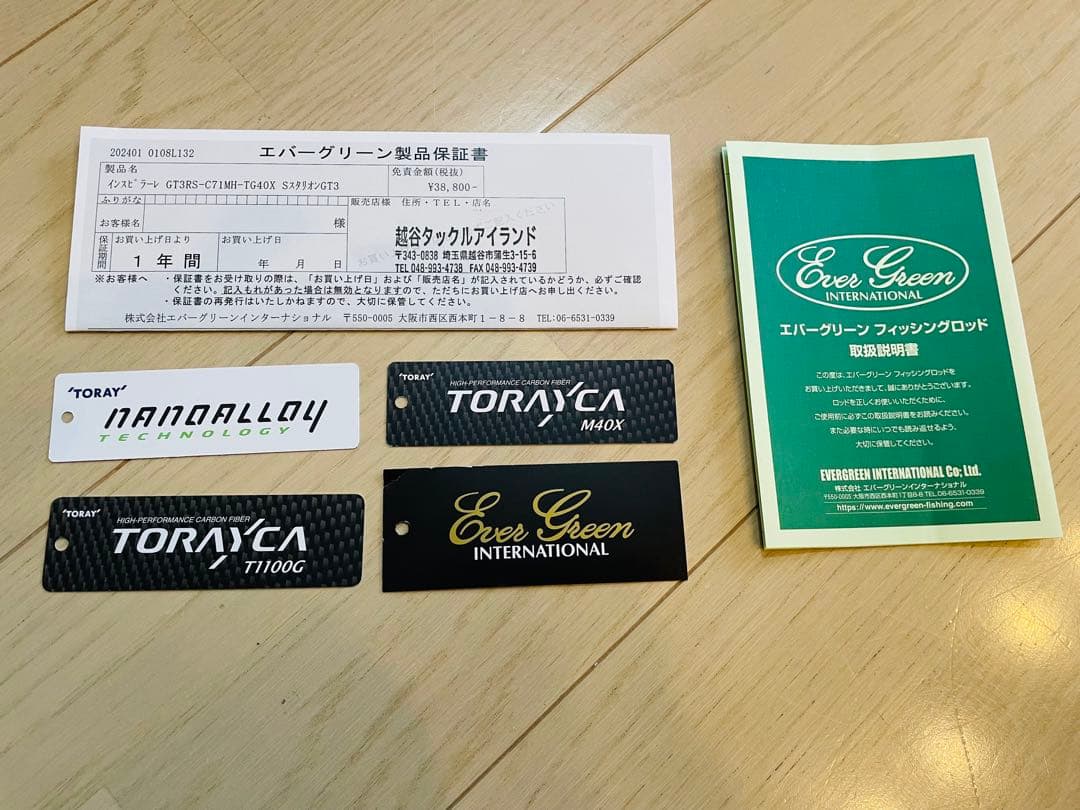 202401 0108L132
エバーグリーン製品保証書
製品名
インスピラーレ GT3RS-C71MH-TG40X SスタリオンGT3
免責金額(税抜)
¥38,800-
ふりがな
お客様名
様
販売店様 住所・TEL・店名
越谷タックルアイランド
〒343-0838 埼玉県越谷市蒲生3-15-6
TEL 048-993-4738 FAX 048-993-4739
保証期間
お買い上げ日より
1 年間
お買い上げ日
年 月 日
※お客様へ ・保証書をお受け取りの際は、「お買い上げ日」および「販売店名」が記入されているかどうか、必ずご確認
ください。記入もれがあった場合は無効となりますので、ただちにお買い上げ店へお申し出ください。
・保証書の再発行はいたしかねますので、大切に保管してください。
株式会社エバーグリーンインターナショナル 〒550-0005 大阪市西区西本町1-8-8 TEL:06-6531-0339
'TORAY'
NANOALLOY
TECHNOLOGY
'TORAY'
HIGH-PERFORMANCE CARBON FIBER
TORAYCA
M40X
'TORAY'
HIGH-PERFORMANCE CARBON FIBER
TORAYCA
T1100G
Ever Green
INTERNATIONAL
Ever Green
INTERNATIONAL
エバーグリーン フィッシングロッド
取扱説明書
この度は、エバーグリーン フィッシングロッドを
お買い上げいただきまして、誠にありがとうございます。
ロッドを正しくお使いいただくために、
ご使用前に必ずこの取扱説明書をお読みください。
また必要な時にいつでも読み返せるよう、
大切に保管してください。
EVERGREEN INTERNATIONAL Co; Ltd.
株式会社 エバーグリーンインターナショナル
〒550-0005 大阪市西区西本町1丁目8-8 TEL.06-6531-0339
https://www.evergreen-fishing.com